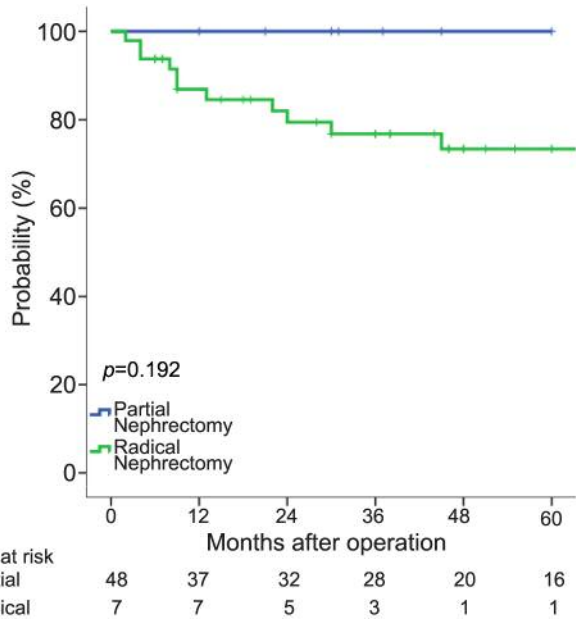 100
80
60
40
20
0
Probability (%)
p=0.192
Partial
Nephrectomy
Radical
Nephrectomy
0 12 24 36 48 60
Months after operation
at risk
ial 48 37 32 28 20 16
ical 7 7 5 3 1 1